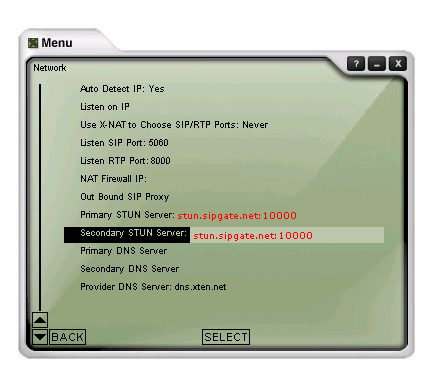 Menu
? - X
Network
Auto Detect IP: Yes
Listen on IP
Use X-NAT to Choose SIP/RTP Ports: Never
Listen SIP Port: 5060
Listen RTP Port: 8000
NAT Firewall IP:
Out Bound SIP Proxy
Primary STUN Server: stun.sipgate.net:10000
Secondary STUN Server: stun.sipgate.net:10000
Primary DNS Server
Secondary DNS Server
Provider DNS Server: dns.xten.net
BACK SELECT